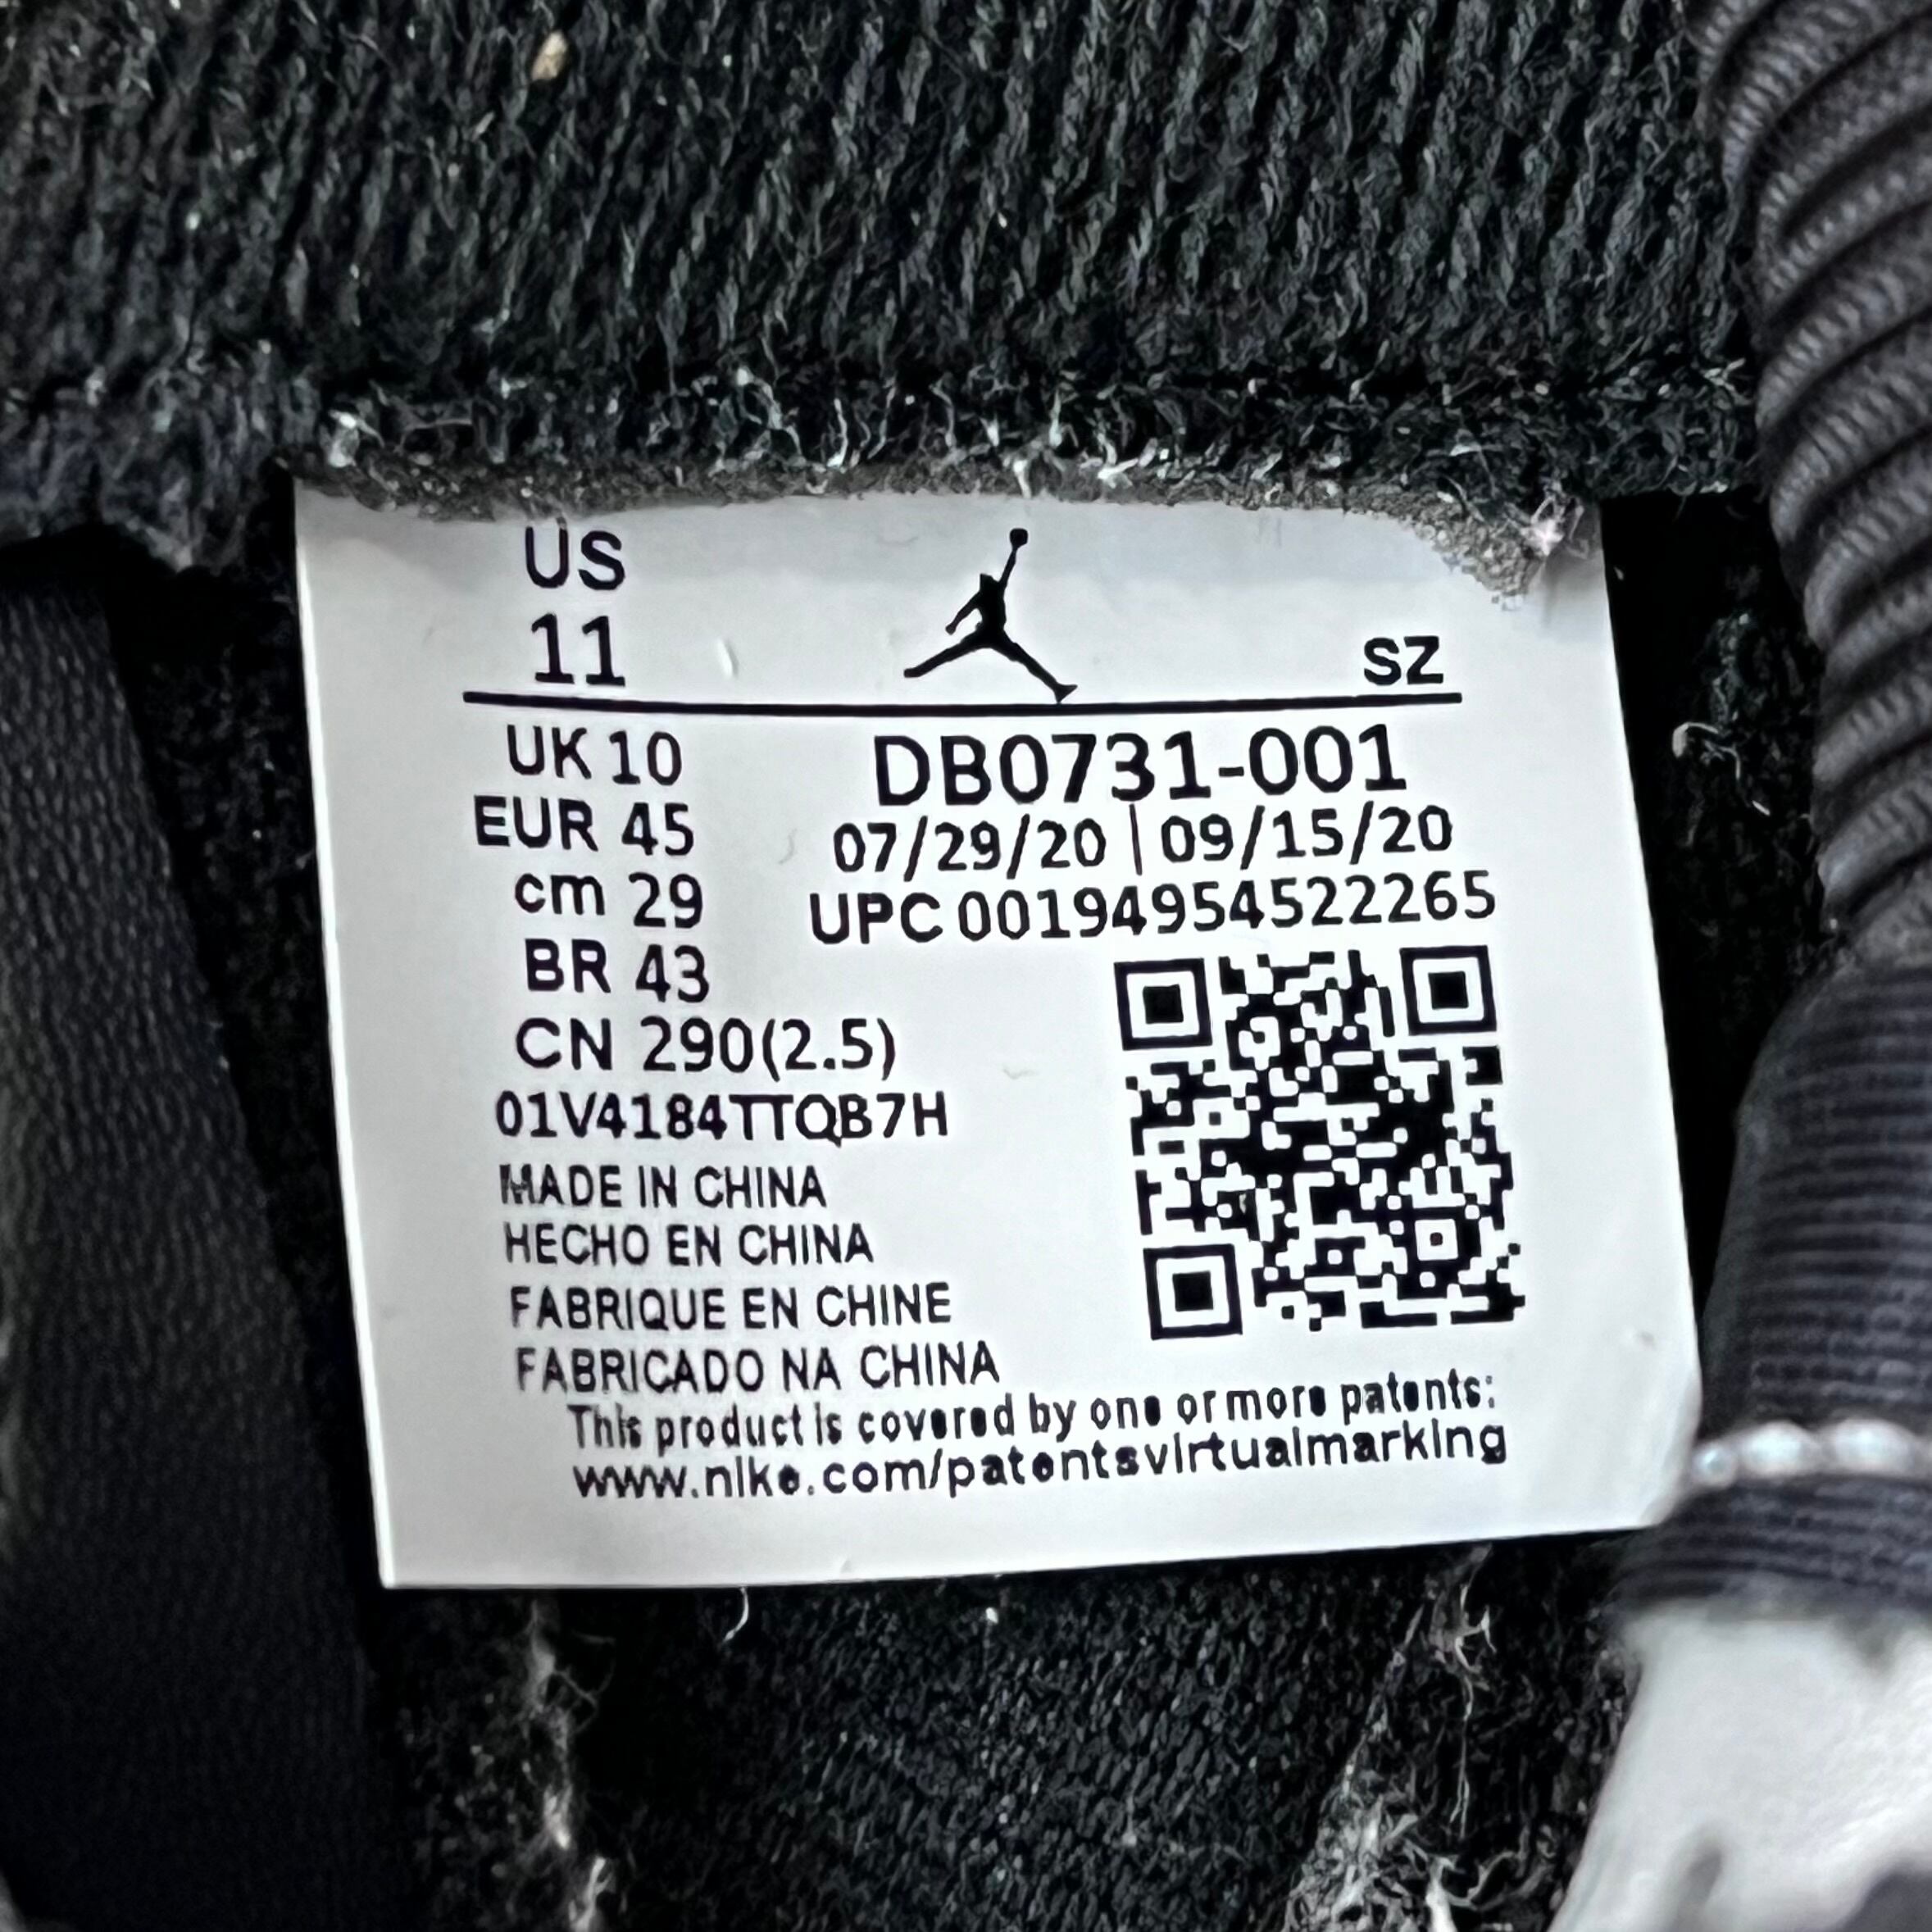 US
11
SZ
UK 10
DB0731-001
EUR 45
07/29/20 | 09/15/20
cm 29
UPC 00194954522265
BR 43
CN 290(2.5)
01V4184TTQB7H
MADE IN CHINA
HECHO EN CHINA
FABRIQUE EN CHINE
FABRICADO NA CHINA
This product is covered by one or more patents:
www.nike.com/patentsvirtualmarking